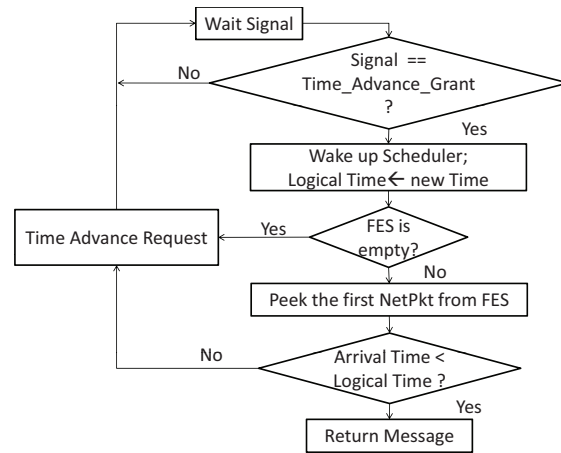 Wait Signal
Signal ==
Time_Advance_Grant
?
No
Yes
Wake up Scheduler;
Logical Time← new Time
Time Advance Request
Yes
FES is
empty?
No
Peek the first NetPkt from FES
No
Arrival Time <
Logical Time ?
Yes
Return Message